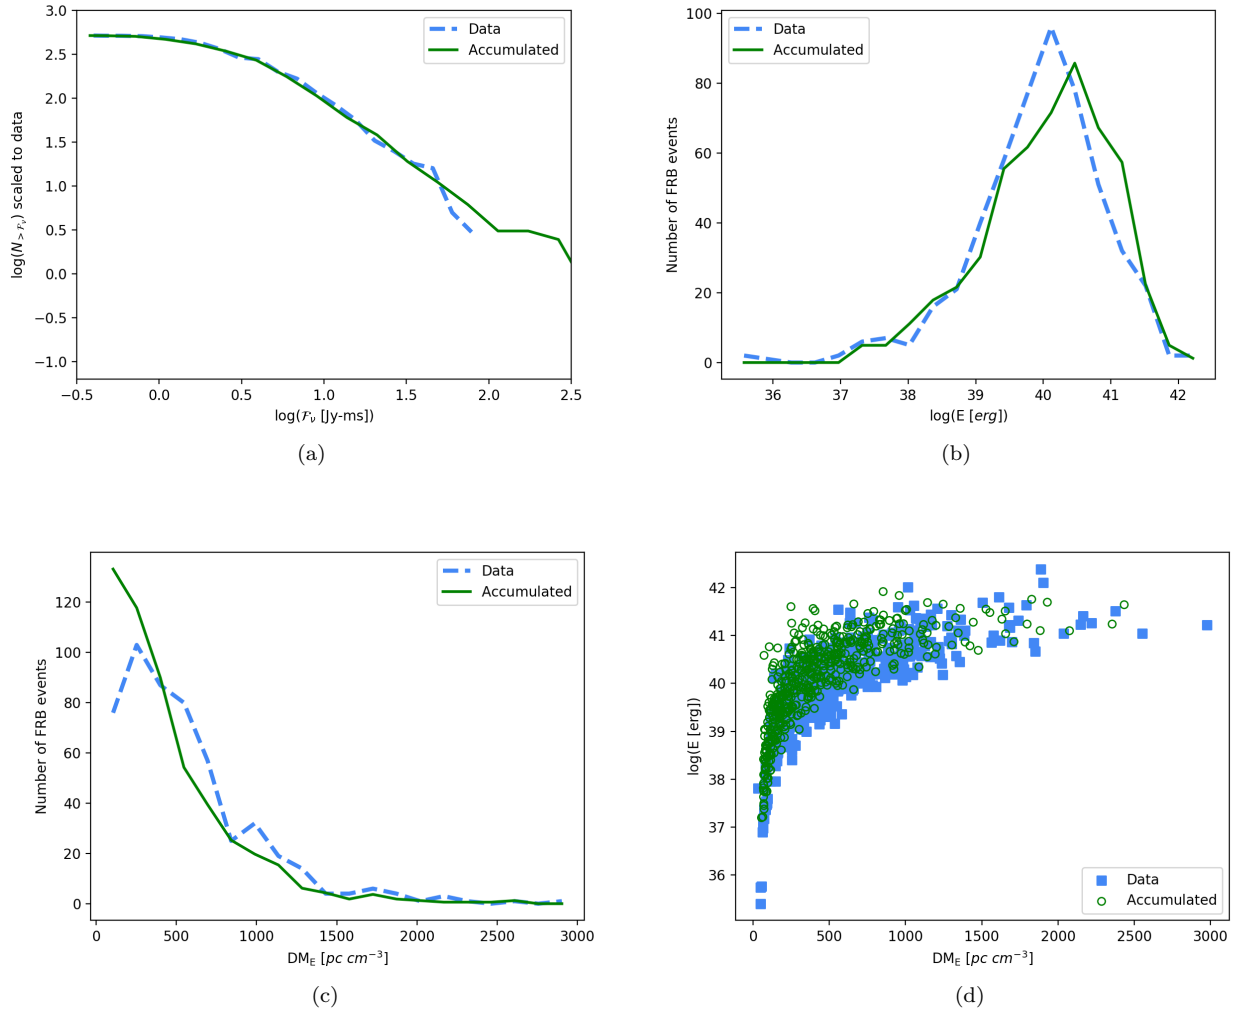 3.0
2.5
2.0
1.5
1.0
0.5
0.0
−0.5
−1.0
log(N>𝓕ν) scaled to data
Data
Accumulated
−0.5 0.0 0.5 1.0 1.5 2.0 2.5
log(𝓕ν [Jy-ms])
(a)
100
80
60
40
20
0
Number of FRB events
Data
Accumulated
36 37 38 39 40 41 42
log(E [erg])
(b)
120
100
80
60
40
20
0
Number of FRB events
Data
Accumulated
0 500 1000 1500 2000 2500 3000
DME [pc cm−3]
(c)
42
41
40
39
38
37
36
log(E [erg])
Data
Accumulated
0 500 1000 1500 2000 2500 3000
DME [pc cm−3]
(d)